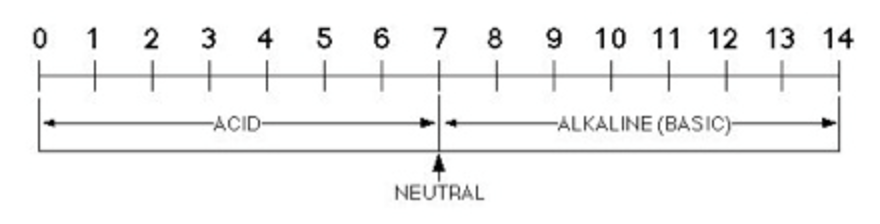 0 1 2 3 4 5 6 7 8 9 10 11 12 13 14
ACID ALKALINE (BASIC)
NEUTRAL